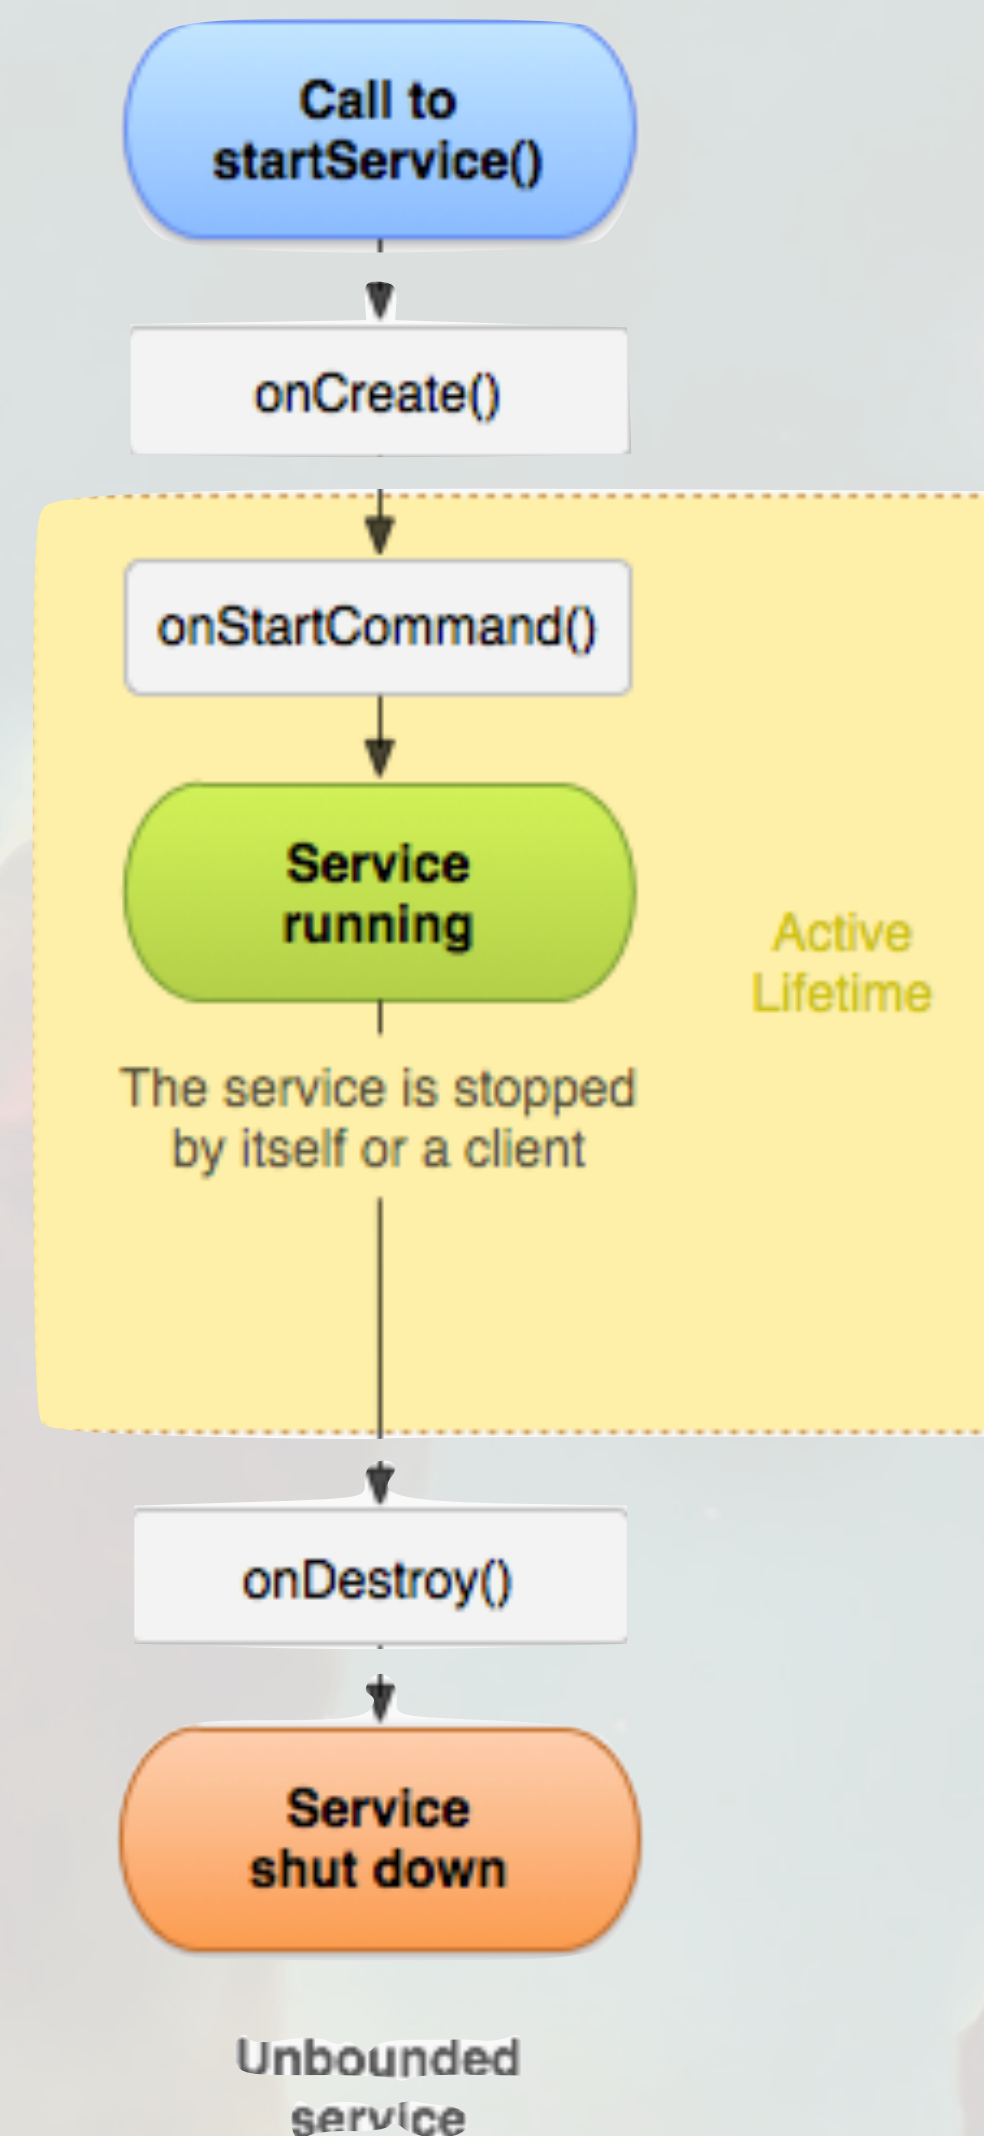 Call to
startService()
onCreate()
onStartCommand()
Service
running
Active
Lifetime
The service is stopped
by itself or a client
onDestroy()
Service
shut down
Unbounded
service